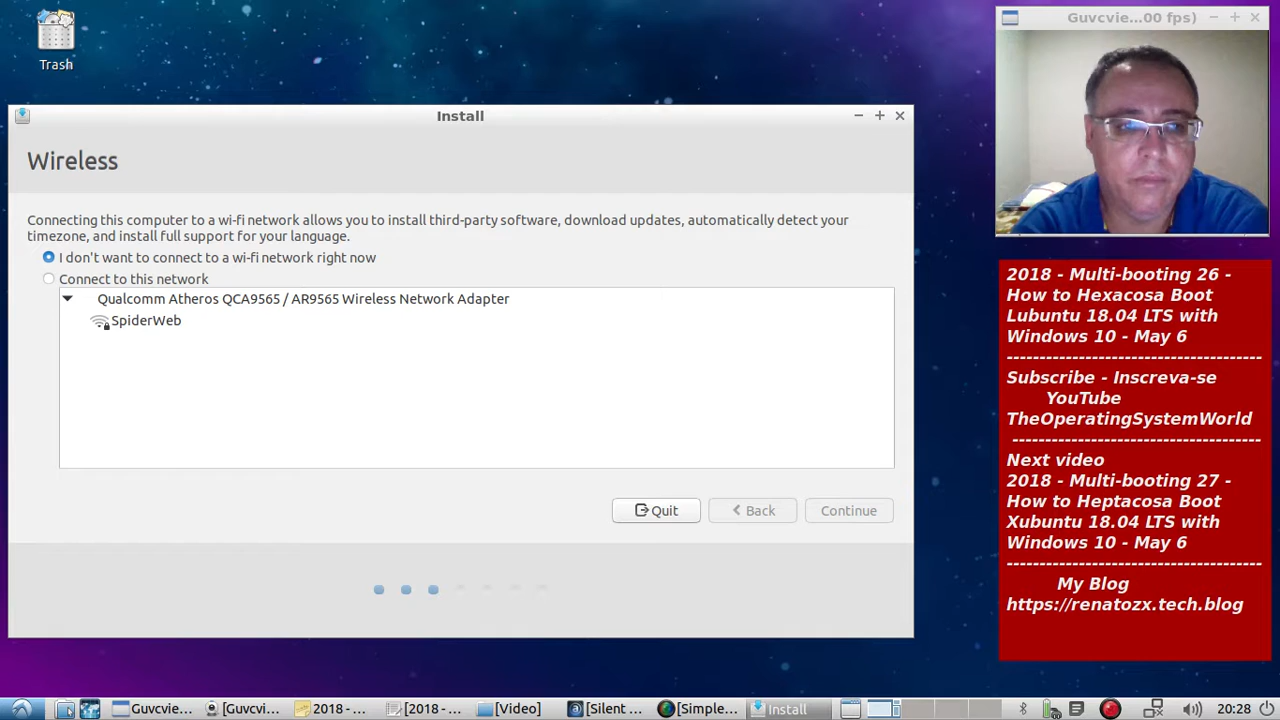 Trash
Guvcvie...00 fps)
Install
Wireless
Connecting this computer to a wi-fi network allows you to install third-party software, download updates, automatically detect your
timezone, and install full support for your language.
I don't want to connect to a wi-fi network right now
Connect to this network
Qualcomm Atheros QCA9565 / AR9565 Wireless Network Adapter
SpiderWeb
Quit
Back
Continue
2018 - Multi-booting 26 -
How to Hexacosa Boot
Lubuntu 18.04 LTS with
Windows 10 - May 6
-------------------------------------
Subscribe - Inscreva-se
YouTube
TheOperatingSystemWorld
------------------------------------
Next video
2018 - Multi-booting 27 -
How to Heptacosa Boot
Xubuntu 18.04 LTS with
Windows 10 - May 6
-------------------------------------
My Blog
https://renatozx.tech.blog
Guvcvie...
[Guvcvi...
2018 - ...
[2018 - ...
[Video]
[Silent ...
[Simple...
Install
20:28